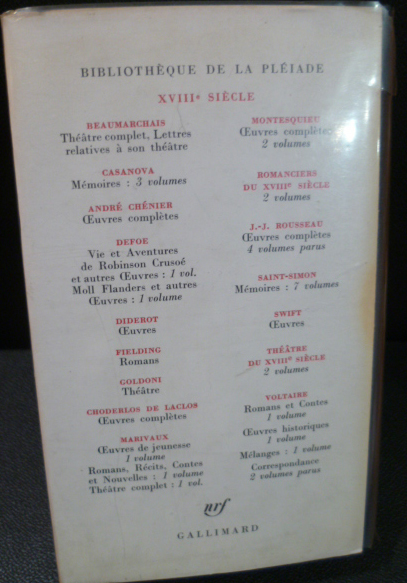 BIBLIOTHÈQUE DE LA PLÉIADE
XVIIIe SIÈCLE
BEAUMARCHAIS
Théâtre complet, Lettres
relatives à son théâtre
CASANOVA
Mémoires : 3 volumes
ANDRÉ CHÉNIER
Œuvres complètes
DEFOE
Vie et Aventures
de Robinson Crusoé
et autres Œuvres : 1 vol.
Moll Flanders et autres
Œuvres : 1 volume
DIDEROT
Œuvres
FIELDING
Romans
GOLDONI
Théâtre
CHODERLOS DE LACLOS
Œuvres complètes
MARIVAUX
Œuvres de jeunesse
1 volume
Romans, Récits, Contes
et Nouvelles : 1 volume
Théâtre complet : 1 vol.
MONTESQUIEU
Œuvres complètes
2 volumes
ROMANCIERS
DU XVIIIe SIÈCLE
2 volumes
J.-J. ROUSSEAU
Œuvres complètes
4 volumes parus
SAINT-SIMON
Mémoires : 7 volumes
SWIFT
Œuvres
THÉÂTRE
DU XVIIIe SIÈCLE
2 volumes
VOLTAIRE
Romans et Contes
1 volume
Œuvres historiques
1 volume
Mélanges : 1 volume
Correspondance
2 volumes parus
nrf
GALLIMARD